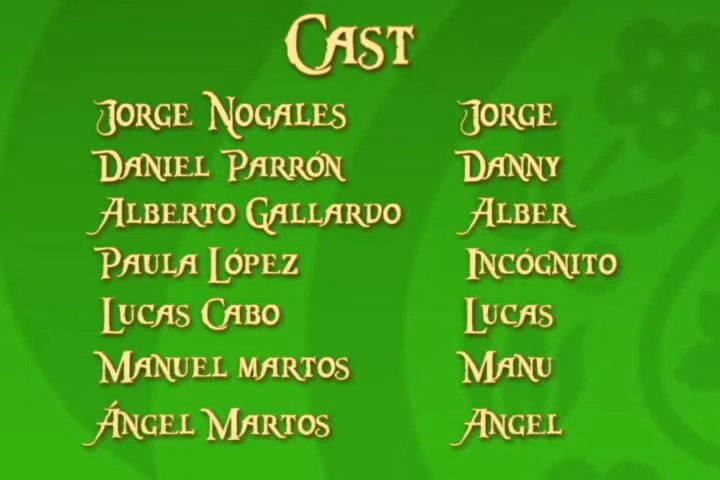 Cast
Jorge Nogales Jorge
Daniel Parrón Danny
Alberto Gallardo Alber
Paula López Incógnito
Lucas Cabo Lucas
Manuel martos Manu
Ángel Martos Angel